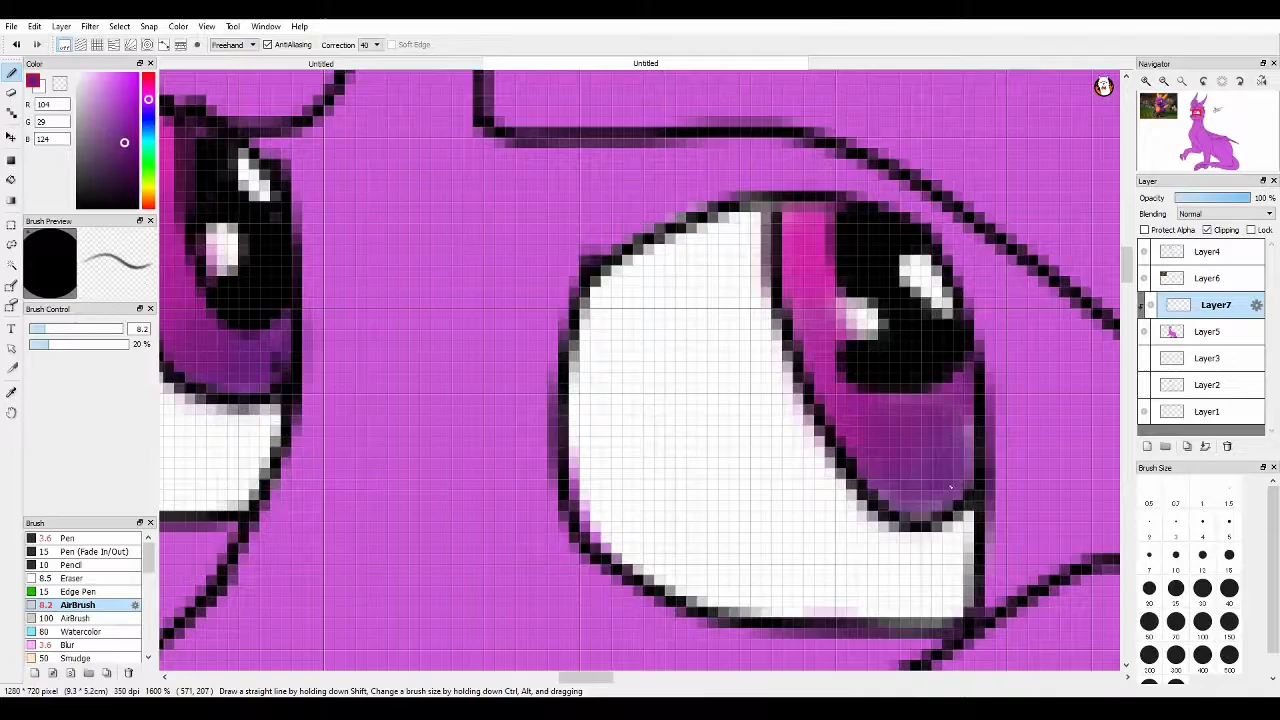 File Edit Layer Filter Select Snap Color View Tool Window Help
Freehand AntiAliasing Correction 40 Soft Edge
Color Untitled Untitled Navigator
R 104
G 29
B 124
Brush Preview
Brush Control
8.2
20 %
Layer
Opacity 100 %
Blending Normal
Protect Alpha Clipping Lock
Layer4
Layer6
Layer7
Layer5
Layer3
Layer2
Layer1
Brush
3.6 Pen
15 Pen (Fade In/Out)
10 Pencil
8.5 Eraser
15 Edge Pen
8.2 AirBrush
100 AirBrush
80 Watercolor
3.6 Blur
50 Smudge
Brush Size
0.5 0.7 1 1.5
2 3 4 5
7 10 12 15
20 25 30 40
50 70 100 150
200 300 400 500
1280 * 720 pixel (9.3 * 5.2cm) 350 dpi 1600 % ( 571, 207 ) Draw a straight line by holding down Shift, Change a brush size by holding down Ctrl, Alt, and dragging